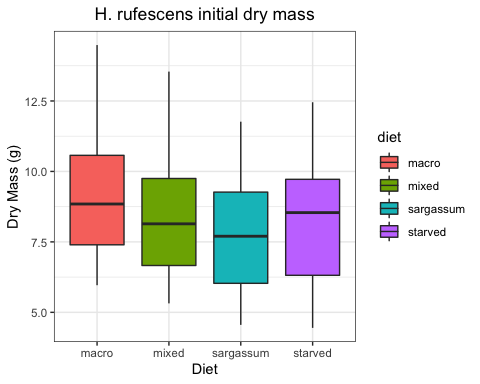 H. rufescens initial dry mass
Dry Mass (g)
12.5
10.0
7.5
5.0
macro mixed sargassum starved
Diet
diet
macro
mixed
sargassum
starved